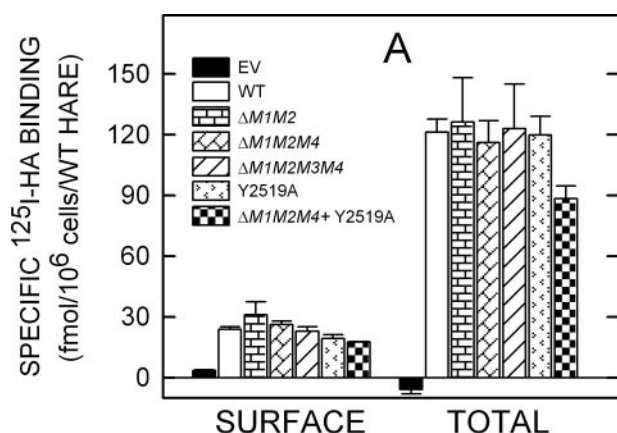 SPECIFIC ¹²⁵I-HA BINDING
(fmol/10⁶ cells/WT HARE)
150
120
90
60
30
0
A
EV
WT
ΔM1M2
ΔM1M2M4
ΔM1M2M3M4
Y2519A
ΔM1M2M4+ Y2519A
SURFACE
TOTAL